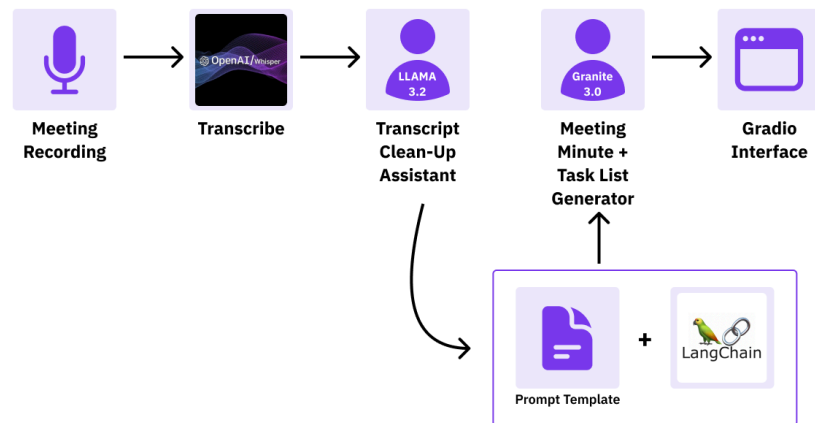 OpenAI/Whisper
LLAMA
3.2
Granite
3.0
Meeting
Recording
Transcribe
Transcript
Clean-Up
Assistant
Meeting
Minute +
Task List
Generator
Gradio
Interface
+
LangChain
Prompt Template